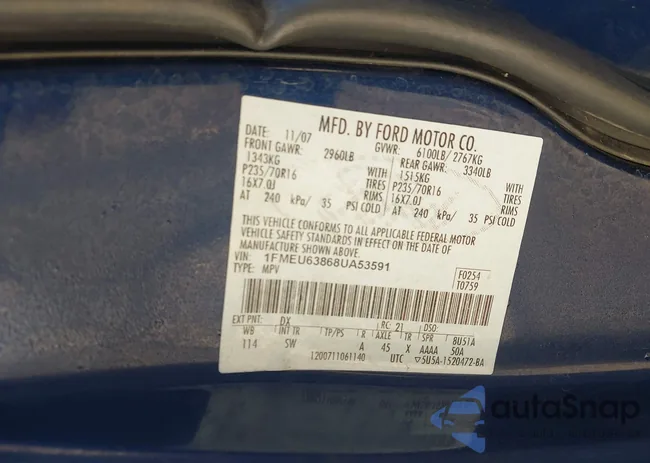 MFD. BY FORD MOTOR CO.
DATE: 11/07 GVWR: 6100LB/ 2767KG
FRONT GAWR: 2960LB REAR GAWR: 3340LB
1343KG WITH 1515KG WITH
P235/70R16 TIRES P235/70R16 TIRES
16X7.0J RIMS 16X7.0J RIMS
AT 240 kPa/ 35 PSI COLD AT 240 kPa/ 35 PSI COLD
THIS VEHICLE CONFORMS TO ALL APPLICABLE FEDERAL MOTOR
VEHICLE SAFETY STANDARDS IN EFFECT ON THE DATE OF
MANUFACTURE SHOWN ABOVE.
VIN: 1FMEU63868UA53591 F0254
TYPE: MPV T0759
EXT PNT: DX RC: 21 DSO:
WB INT TR TP/PS R AXLE TR SPR BUS1A
114 SW A 45 X AAAA 50A
1200711061140 UTC ▽5U5A-1520472-BA
autoSnap